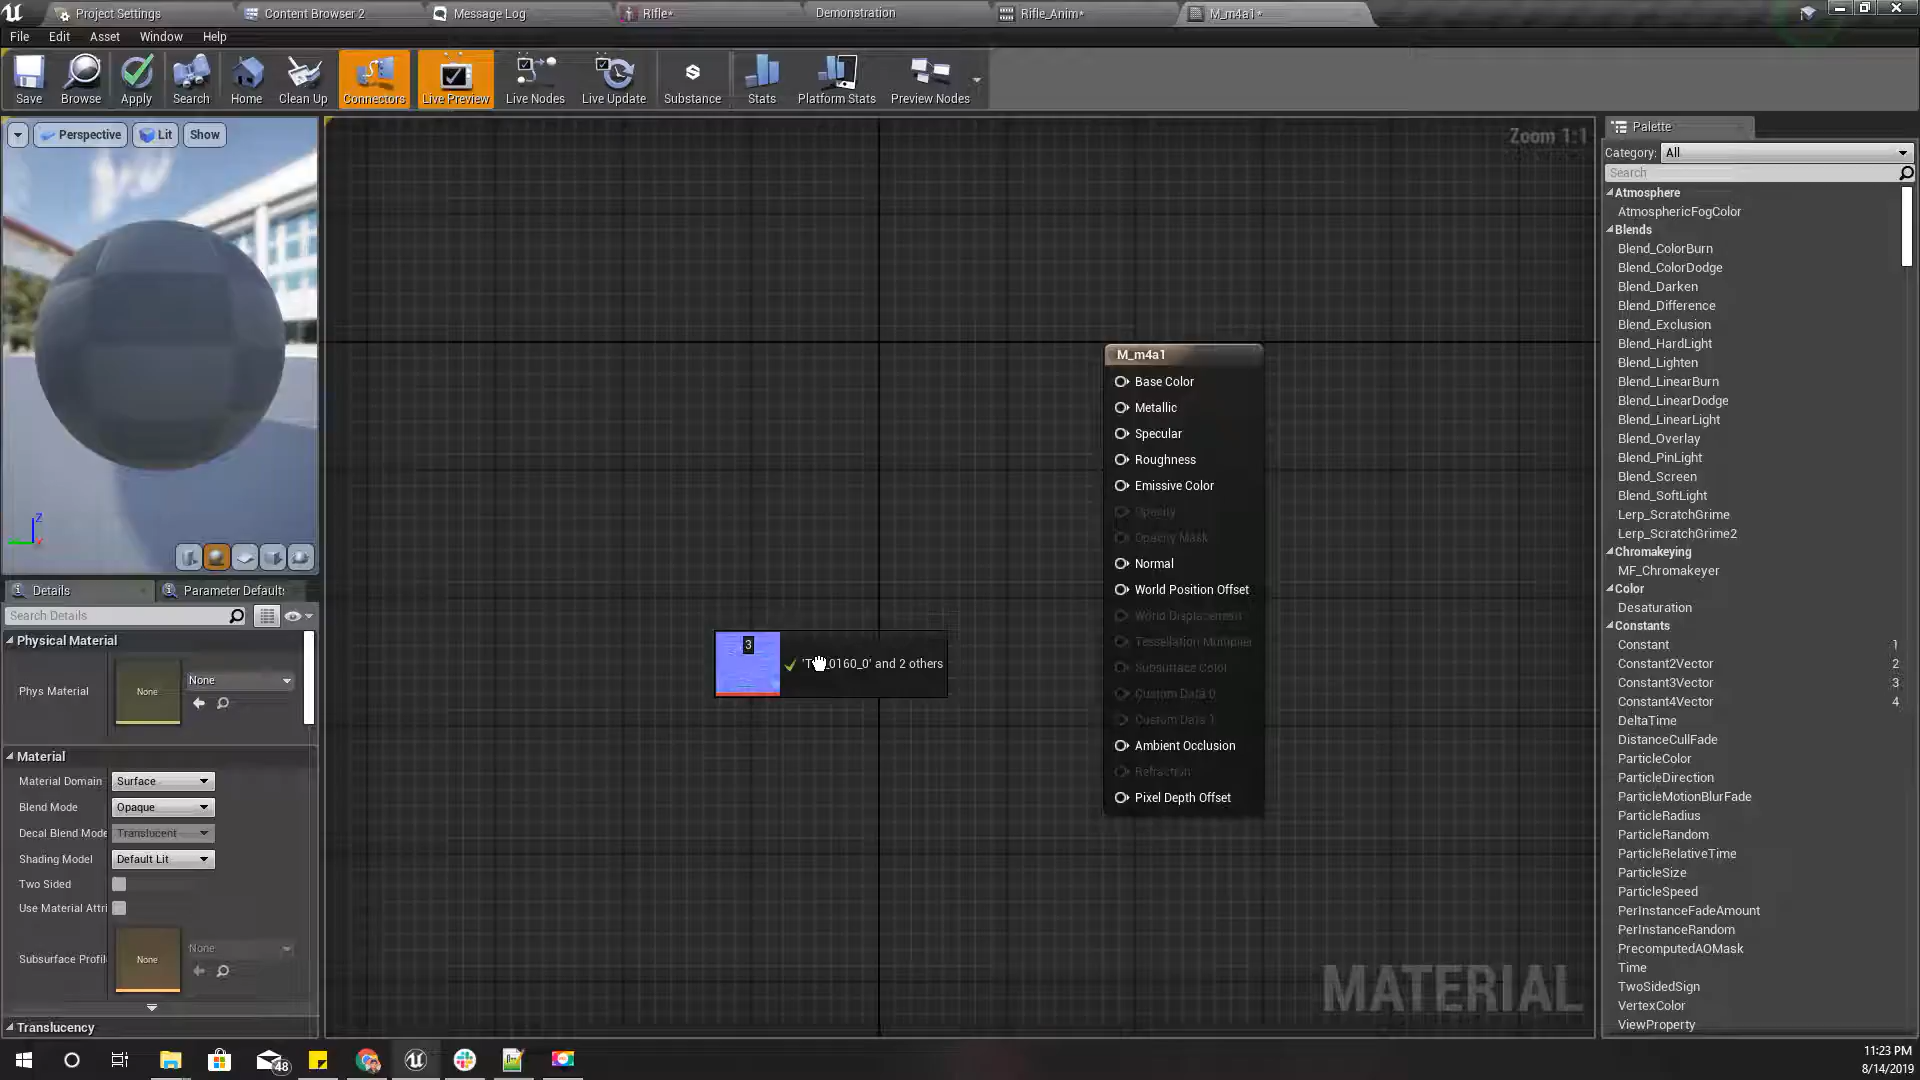 Project Settings
Content Browser 2
Message Log
Rifle*
Demonstration
Rifle_Anim*
M_m4a1*
File
Edit
Asset
Window
Help
Save
Browse
Apply
Search
Home
Clean Up
Connectors
Live Preview
Live Nodes
Live Update
Substance
Stats
Platform Stats
Preview Nodes
Perspective
Lit
Show
Zoom 1:1
Z
M_m4a1
Base Color
Metallic
Specular
Roughness
Emissive Color
Opacity
Opacity Mask
Normal
World Position Offset
World Displacement
Tessellation Multiplier
Subsurface Color
Custom Data 0
Custom Data 1
Ambient Occlusion
Refraction
Pixel Depth Offset
3
0160_0' and 2 others
MATERIAL
Details
Parameter Defaults
Search Details
Physical Material
Phys Material
None
None
Material
Material Domain
Surface
Blend Mode
Opaque
Decal Blend Mode
Translucent
Shading Model
Default Lit
Two Sided
Use Material Attri
Subsurface Profil
None
None
Translucency
Palette
Category:
All
Search
Atmosphere
AtmosphericFogColor
Blends
Blend_ColorBurn
Blend_ColorDodge
Blend_Darken
Blend_Difference
Blend_Exclusion
Blend_HardLight
Blend_Lighten
Blend_LinearBurn
Blend_LinearDodge
Blend_LinearLight
Blend_Overlay
Blend_PinLight
Blend_Screen
Blend_SoftLight
Lerp_ScratchGrime
Lerp_ScratchGrime2
Chromakeying
MF_Chromakeyer
Color
Desaturation
Constants
Constant 1
Constant2Vector 2
Constant3Vector 3
Constant4Vector 4
DeltaTime
DistanceCullFade
ParticleColor
ParticleDirection
ParticleMotionBlurFade
ParticleRadius
ParticleRandom
ParticleRelativeTime
ParticleSize
ParticleSpeed
PerInstanceFadeAmount
PerInstanceRandom
PrecomputedAOMask
Time
TwoSidedSign
VertexColor
ViewProperty
48
11:23 PM
8/14/2019